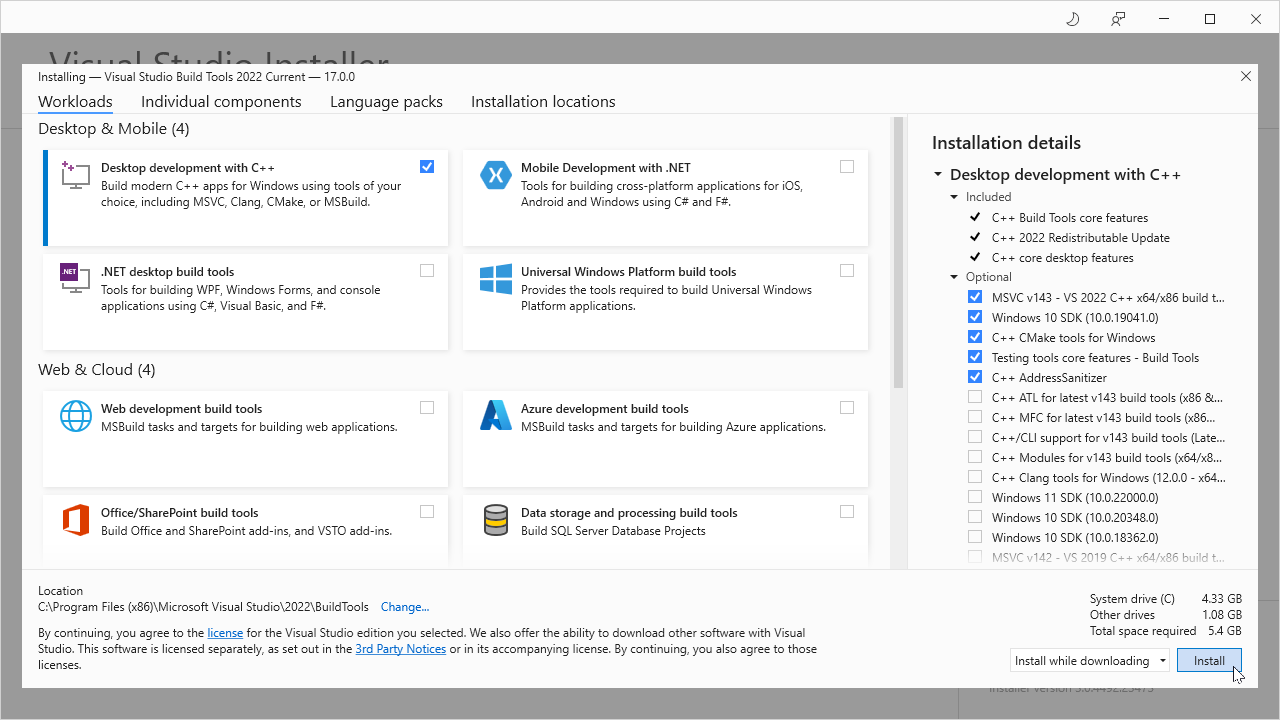 Visual Studio Installer
Installing — Visual Studio Build Tools 2022 Current — 17.0.0
Workloads
Individual components
Language packs
Installation locations
Desktop & Mobile (4)
Desktop development with C++
Build modern C++ apps for Windows using tools of your
choice, including MSVC, Clang, CMake, or MSBuild.
Mobile Development with .NET
Tools for building cross-platform applications for iOS,
Android and Windows using C# and F#.
.NET
.NET desktop build tools
Tools for building WPF, Windows Forms, and console
applications using C#, Visual Basic, and F#.
Universal Windows Platform build tools
Provides the tools required to build Universal Windows
Platform applications.
Web & Cloud (4)
Web development build tools
MSBuild tasks and targets for building web applications.
Azure development build tools
MSBuild tasks and targets for building Azure applications.
Office/SharePoint build tools
Build Office and SharePoint add-ins, and VSTO add-ins.
Data storage and processing build tools
Build SQL Server Database Projects
Installation details
Desktop development with C++
Included
C++ Build Tools core features
C++ 2022 Redistributable Update
C++ core desktop features
Optional
MSVC v143 - VS 2022 C++ x64/x86 build t...
Windows 10 SDK (10.0.19041.0)
C++ CMake tools for Windows
Testing tools core features - Build Tools
C++ AddressSanitizer
C++ ATL for latest v143 build tools (x86 &...
C++ MFC for latest v143 build tools (x86...
C++/CLI support for v143 build tools (Late...
C++ Modules for v143 build tools (x64/x8...
C++ Clang tools for Windows (12.0.0 - x64...
Windows 11 SDK (10.0.22000.0)
Windows 10 SDK (10.0.20348.0)
Windows 10 SDK (10.0.18362.0)
MSVC v142 - VS 2019 C++ x64/x86 build t...
Location
C:\Program Files (x86)\Microsoft Visual Studio\2022\BuildTools Change...
By continuing, you agree to the license for the Visual Studio edition you selected. We also offer the ability to download other software with Visual
Studio. This software is licensed separately, as set out in the 3rd Party Notices or in its accompanying license. By continuing, you also agree to those
licenses.
System drive (C) 4.33 GB
Other drives 1.08 GB
Total space required 5.4 GB
Install while downloading
Install